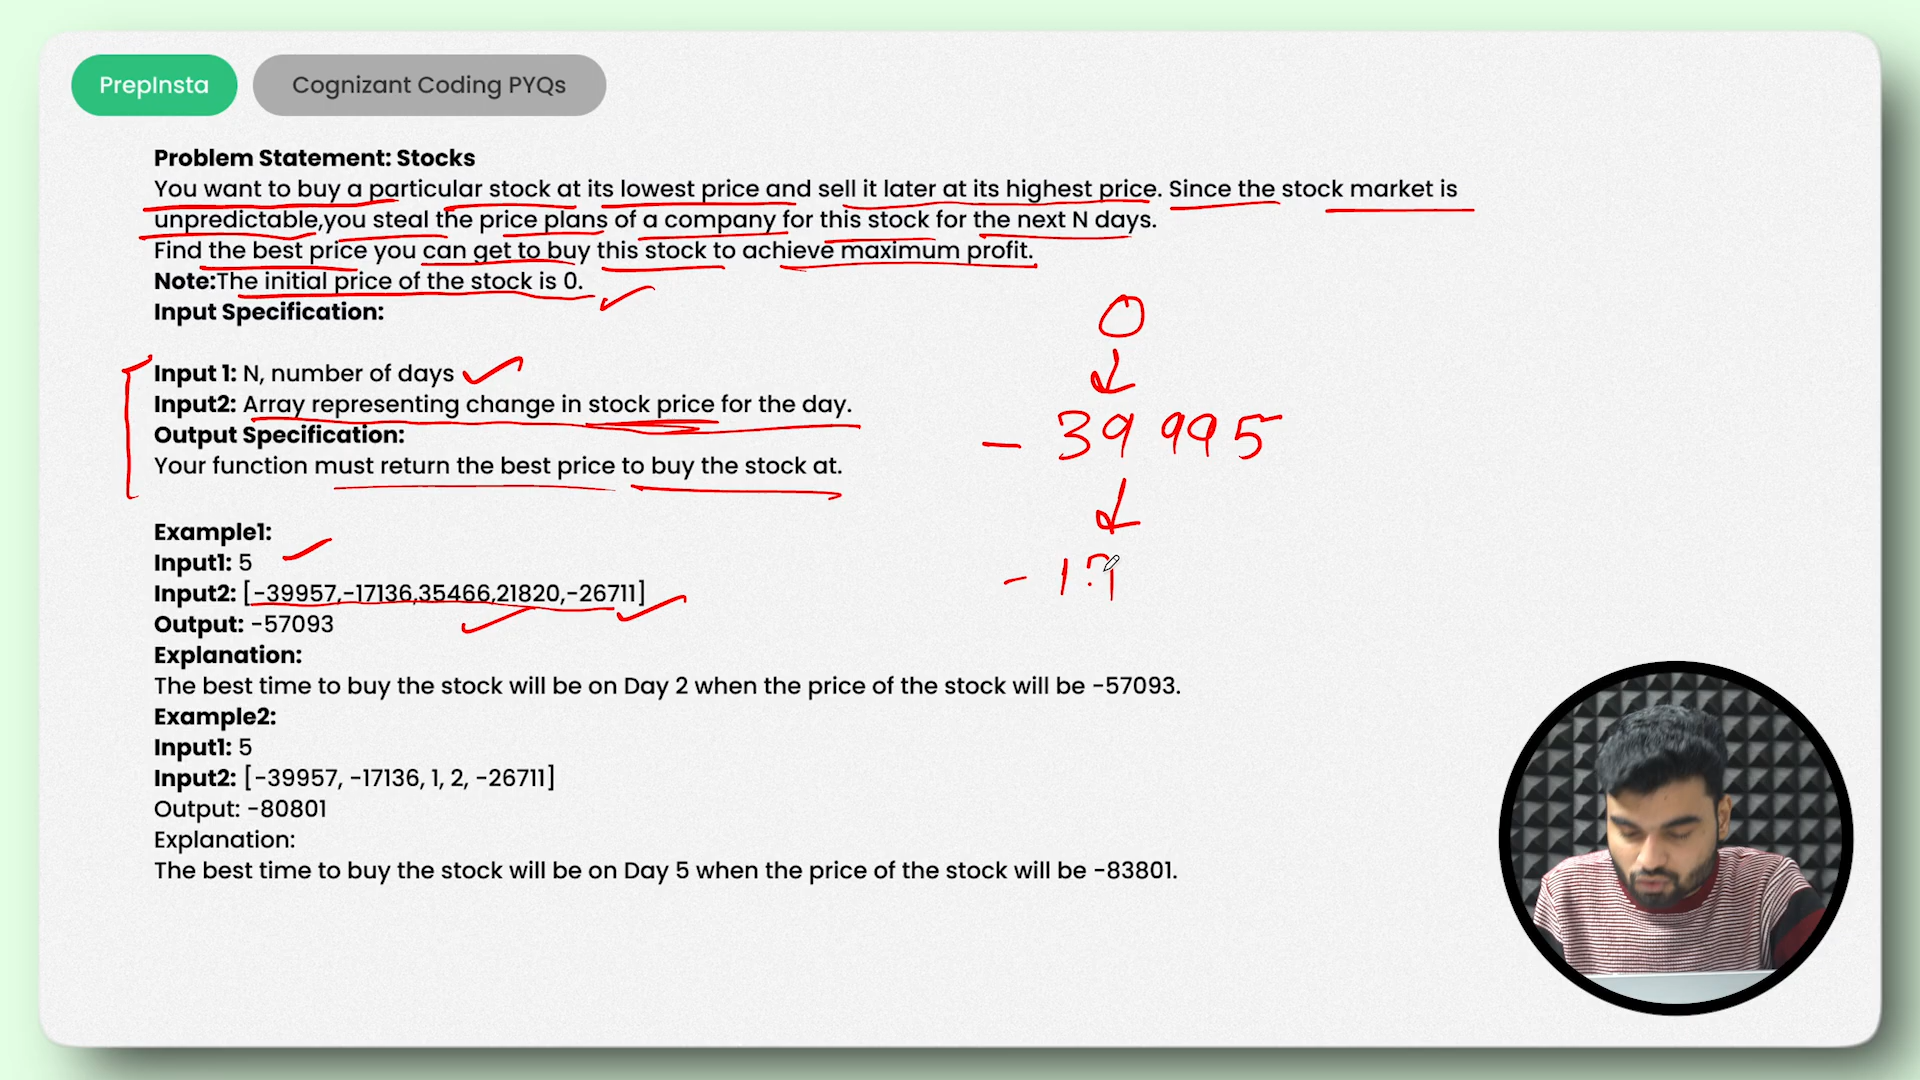 PrepInsta
Cognizant Coding PYQs
Problem Statement: Stocks
You want to buy a particular stock at its lowest price and sell it later at its highest price. Since the stock market is
unpredictable,you steal the price plans of a company for this stock for the next N days.
Find the best price you can get to buy this stock to achieve maximum profit.
Note:The initial price of the stock is 0.
Input Specification:
Input 1: N, number of days
Input2: Array representing change in stock price for the day.
Output Specification:
Your function must return the best price to buy the stock at.
Example1:
Input1: 5
Input2: [-39957,-17136,35466,21820,-26711]
Output: -57093
Explanation:
The best time to buy the stock will be on Day 2 when the price of the stock will be -57093.
Example2:
Input1: 5
Input2: [-39957, -17136, 1, 2, -26711]
Output: -80801
Explanation:
The best time to buy the stock will be on Day 5 when the price of the stock will be -83801.
0
- 39995